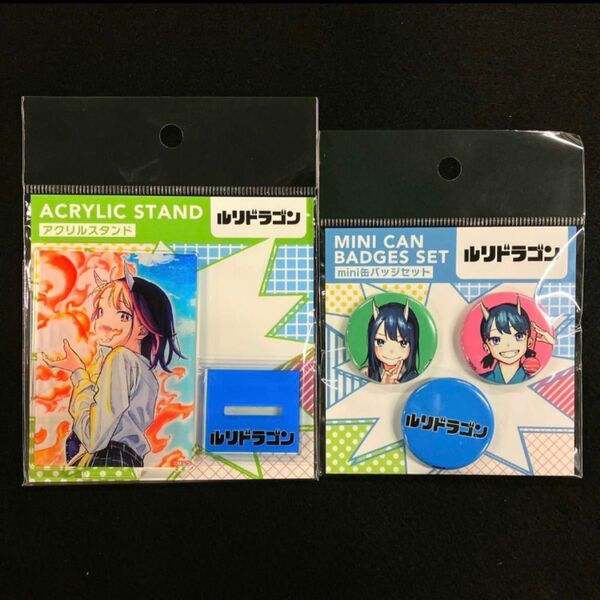 ACRYLIC STAND
アクリルスタンド
ルリドラゴン
ルリドラゴン
MINI CAN
BADGES SET
mini缶バッジセット
ルリドラゴン
ルリドラゴン